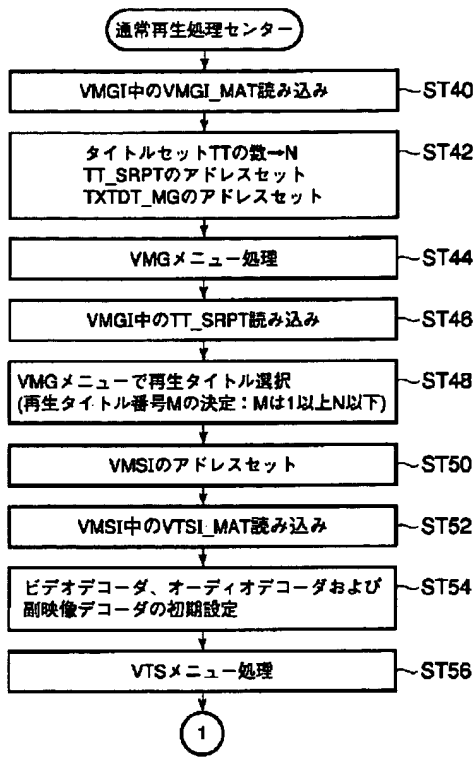 通常再生処理センター
VMGI中のVMGI_MAT読み込み
ST40
タイトルセットTTの数→N
TT_SRPTのアドレスセット
TXTDT_MGのアドレスセット
ST42
VMGメニュー処理
ST44
VMGI中のTT_SRPT読み込み
ST46
VMGメニューで再生タイトル選択
(再生タイトル番号Mの決定：Mは1以上N以下)
ST48
VMSIのアドレスセット
ST50
VMSI中のVTSI_MAT読み込み
ST52
ビデオデコーダ、オーディオデコーダおよび
副映像デコーダの初期設定
ST54
VTSメニュー処理
ST56
1